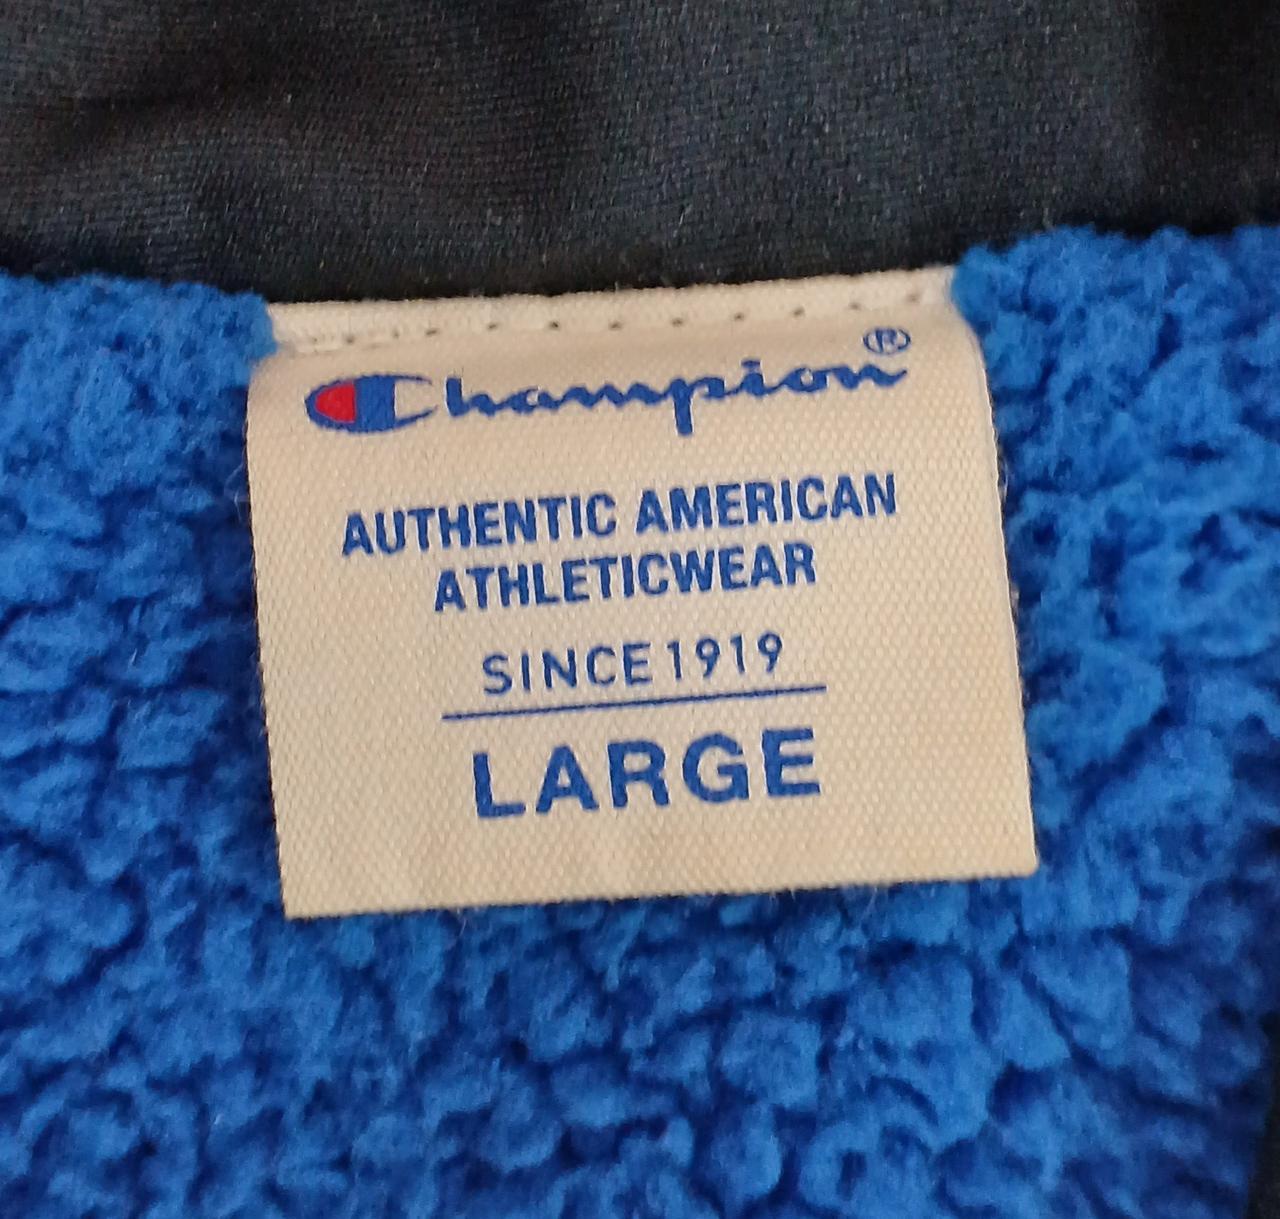 Champion®
AUTHENTIC AMERICAN
ATHLETICWEAR
SINCE 1919
LARGE